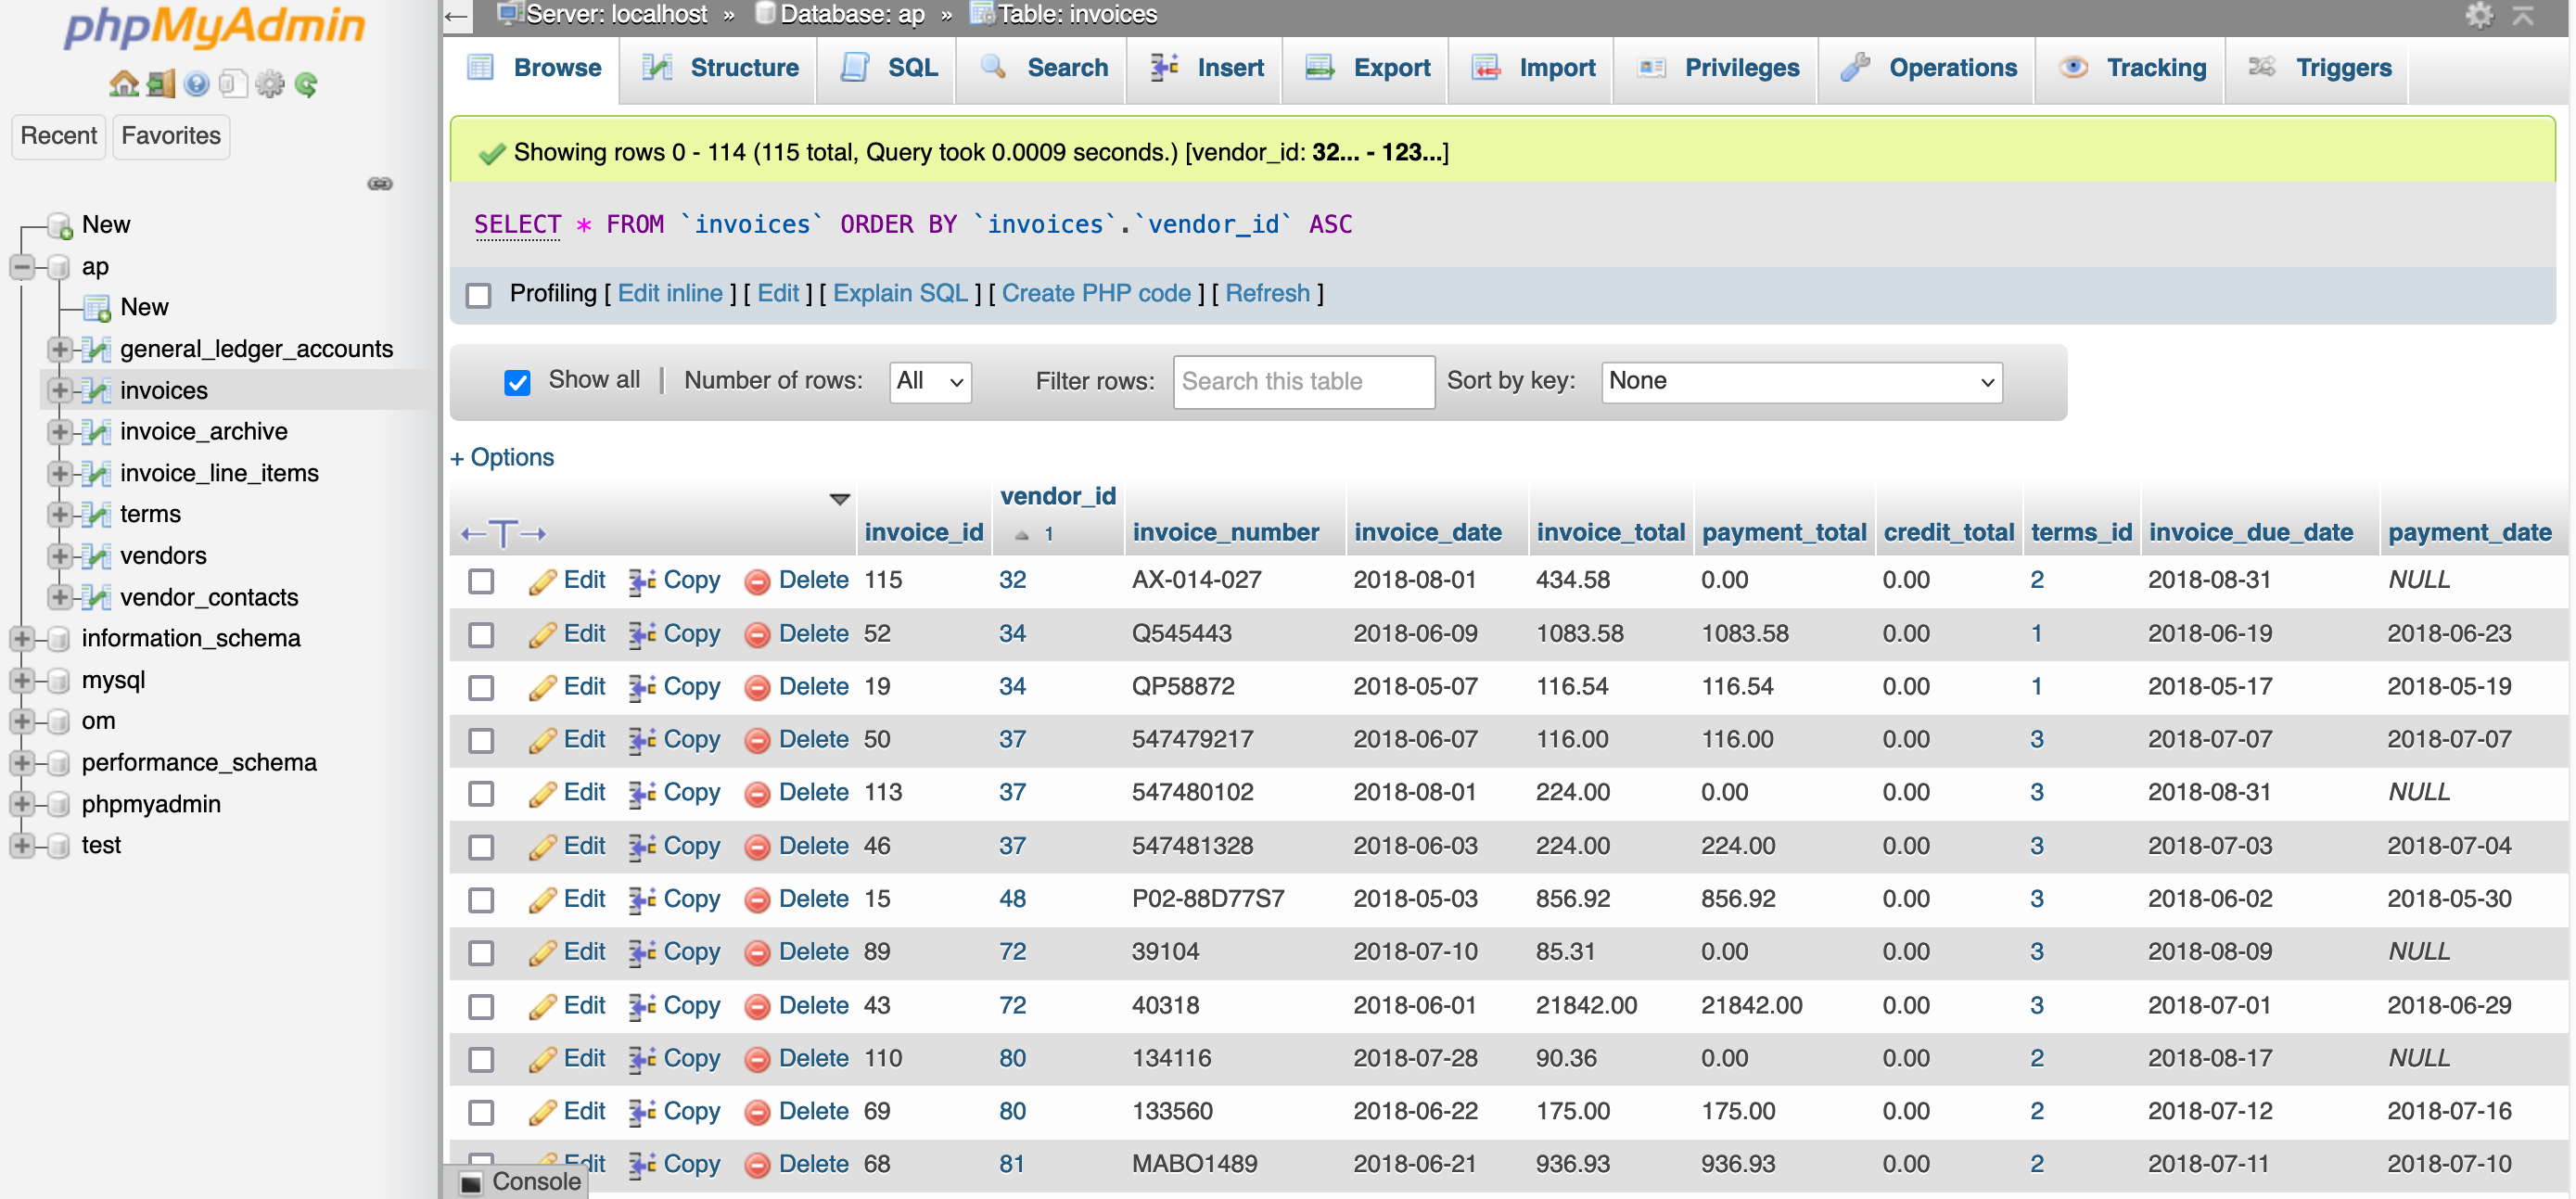 phpMyAdmin
Recent Favorites
New
ap
New
general_ledger_accounts
invoices
invoice_archive
invoice_line_items
terms
vendors
vendor_contacts
information_schema
mysql
om
performance_schema
phpmyadmin
test
Server: localhost » Database: ap » Table: invoices
Browse Structure SQL Search Insert Export Import Privileges Operations Tracking Triggers
Showing rows 0 - 114 (115 total, Query took 0.0009 seconds.) [vendor_id: 32... - 123...]
SELECT * FROM `invoices` ORDER BY `invoices`.`vendor_id` ASC
Profiling [ Edit inline ] [ Edit ] [ Explain SQL ] [ Create PHP code ] [ Refresh ]
Show all | Number of rows: All Filter rows: Search this table Sort by key: None
+ Options
←T→ invoice_id vendor_id 1 invoice_number invoice_date invoice_total payment_total credit_total terms_id invoice_due_date payment_date
Edit Copy Delete 115 32 AX-014-027 2018-08-01 434.58 0.00 0.00 2 2018-08-31 NULL
Edit Copy Delete 52 34 Q545443 2018-06-09 1083.58 1083.58 0.00 1 2018-06-19 2018-06-23
Edit Copy Delete 19 34 QP58872 2018-05-07 116.54 116.54 0.00 1 2018-05-17 2018-05-19
Edit Copy Delete 50 37 547479217 2018-06-07 116.00 116.00 0.00 3 2018-07-07 2018-07-07
Edit Copy Delete 113 37 547480102 2018-08-01 224.00 0.00 0.00 3 2018-08-31 NULL
Edit Copy Delete 46 37 547481328 2018-06-03 224.00 224.00 0.00 3 2018-07-03 2018-07-04
Edit Copy Delete 15 48 P02-88D77S7 2018-05-03 856.92 856.92 0.00 3 2018-06-02 2018-05-30
Edit Copy Delete 89 72 39104 2018-07-10 85.31 0.00 0.00 3 2018-08-09 NULL
Edit Copy Delete 43 72 40318 2018-06-01 21842.00 21842.00 0.00 3 2018-07-01 2018-06-29
Edit Copy Delete 110 80 134116 2018-07-28 90.36 0.00 0.00 2 2018-08-17 NULL
Edit Copy Delete 69 80 133560 2018-06-22 175.00 175.00 0.00 2 2018-07-12 2018-07-16
Edit Copy Delete 68 81 MABO1489 2018-06-21 936.93 936.93 0.00 2 2018-07-11 2018-07-10
Console